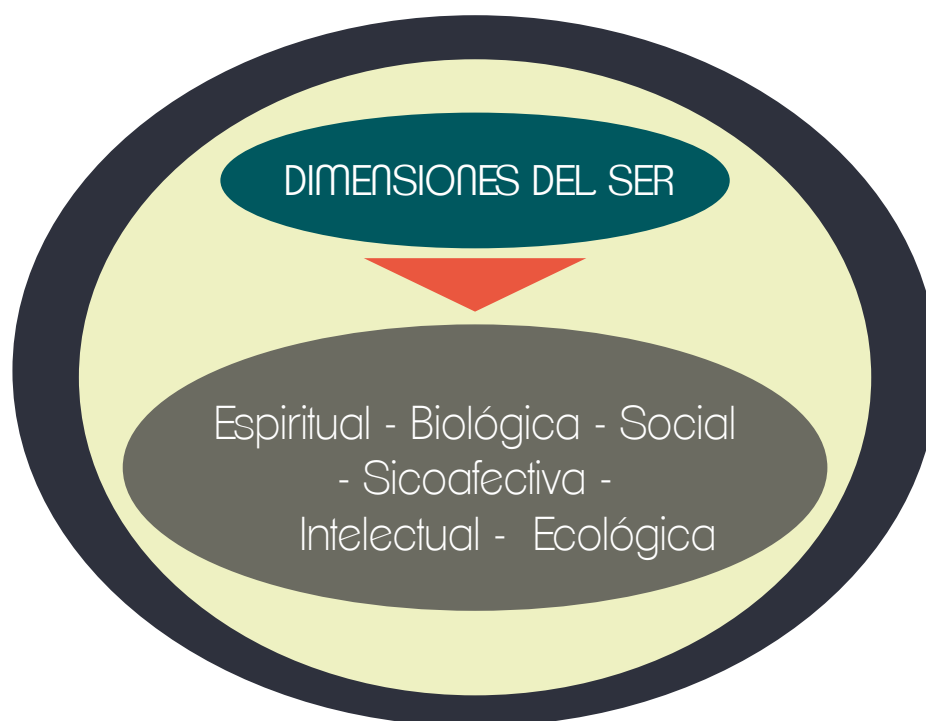 DIMENSIONES DEL SER
Espiritual - Biológica - Social
- Sicoafectiva -
Intelectual - Ecológica